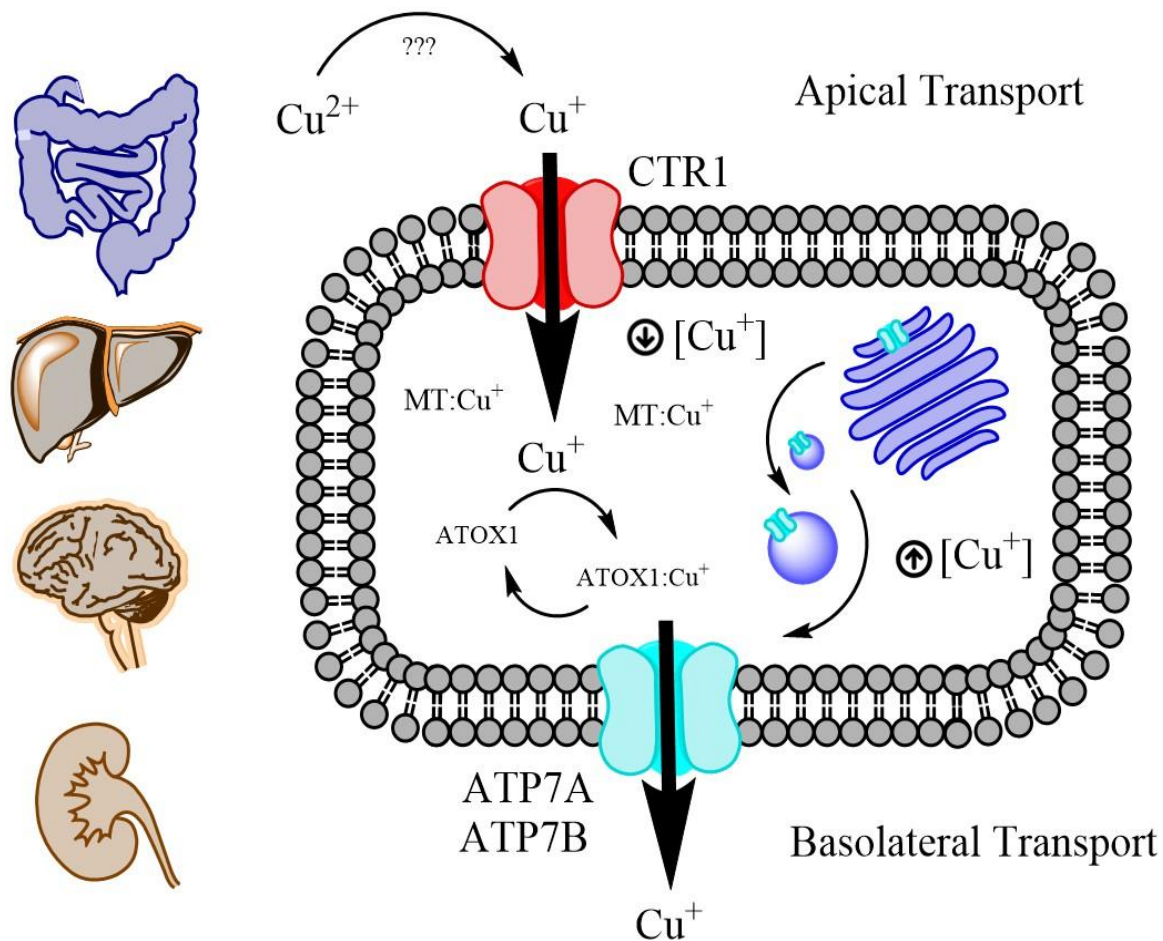 ???
Cu²⁺
Cu⁺
Apical Transport
CTR1
[Cu⁺]
MT:Cu⁺
MT:Cu⁺
Cu⁺
ATOX1
ATOX1:Cu⁺
[Cu⁺]
ATP7A
ATP7B
Basolateral Transport
Cu⁺